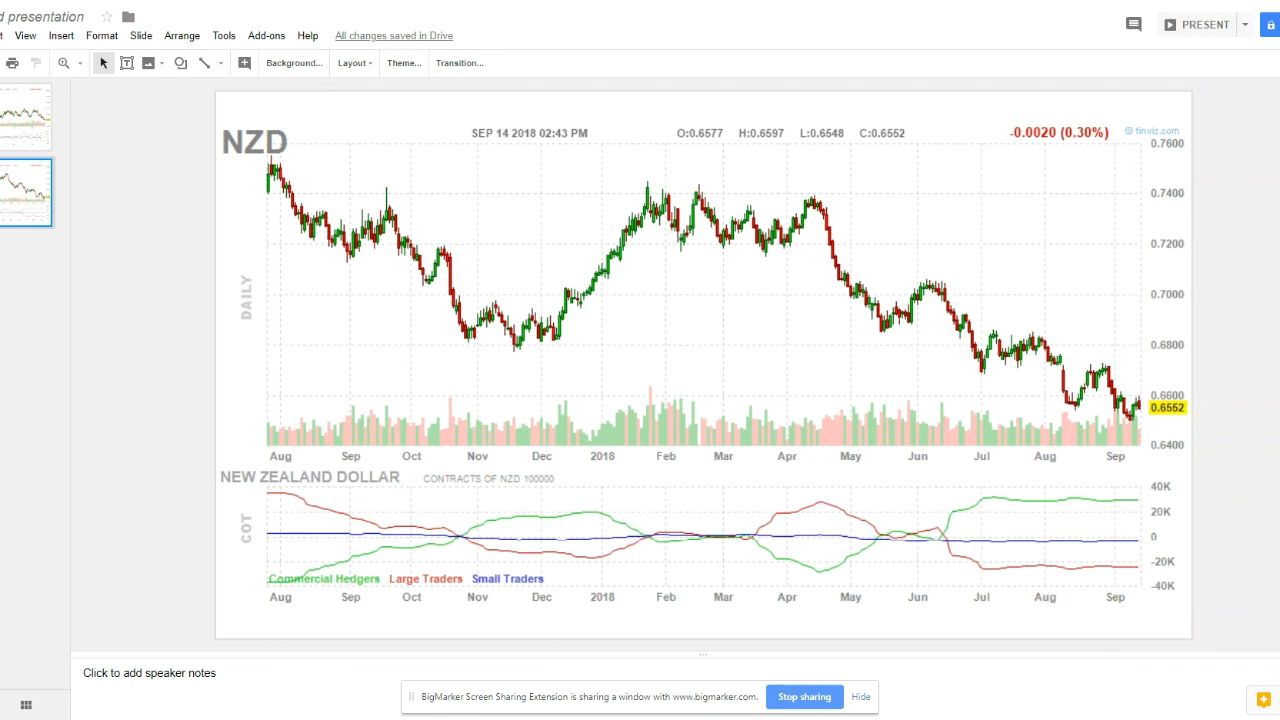 d presentation
View Insert Format Slide Arrange Tools Add-ons Help All changes saved in Drive
PRESENT
Background... Layout Theme... Transition...
NZD SEP 14 2018 02:43 PM O:0.6577 H:0.6597 L:0.6548 C:0.6552 -0.0020 (0.30%) © finviz.com
0.7600
0.7400
0.7200
DAILY
0.7000
0.6800
0.6600
0.6552
0.6400
Aug Sep Oct Nov Dec 2018 Feb Mar Apr May Jun Jul Aug Sep
NEW ZEALAND DOLLAR CONTRACTS OF NZD 100000
40K
20K
COT
0
-20K
Commercial Hedgers Large Traders Small Traders
-40K
Aug Sep Oct Nov Dec 2018 Feb Mar Apr May Jun Jul Aug Sep
Click to add speaker notes
BigMarker Screen Sharing Extension is sharing a window with www.bigmarker.com. Stop sharing Hide